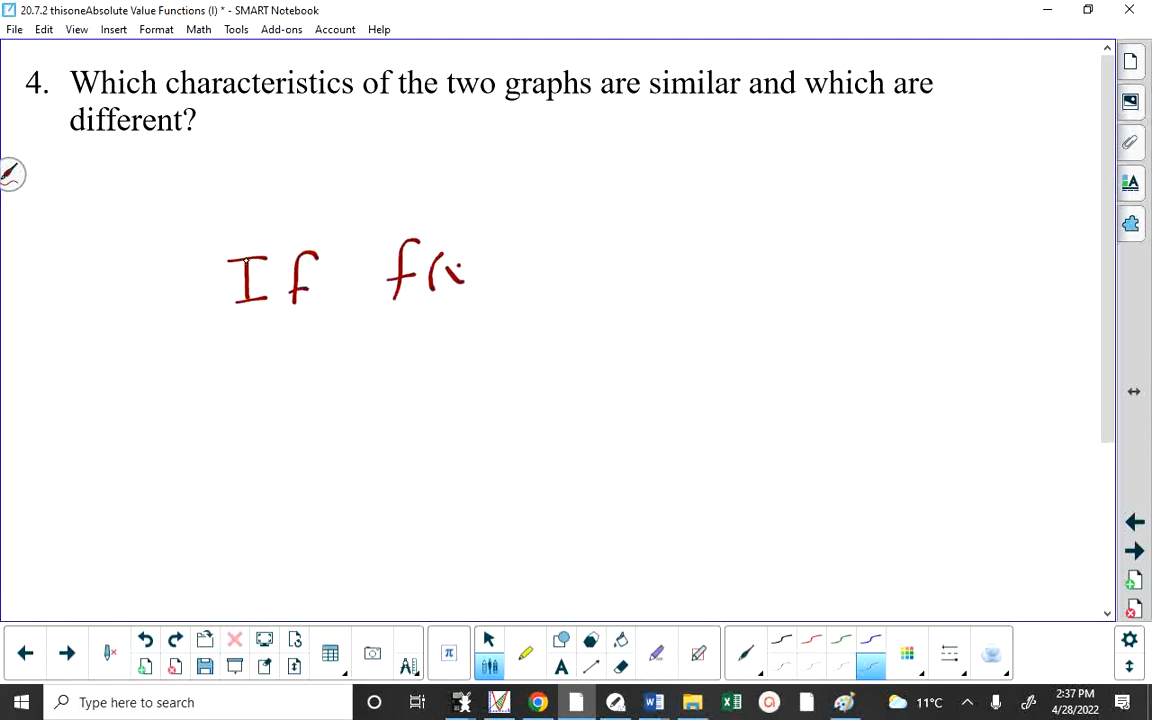 20.7.2 thisoneAbsolute Value Functions (I) * - SMART Notebook
File Edit View Insert Format Math Tools Add-ons Account Help
4. Which characteristics of the two graphs are similar and which are
different?
If f(x
π
A
Type here to search
11°C
2:37 PM
4/28/2022